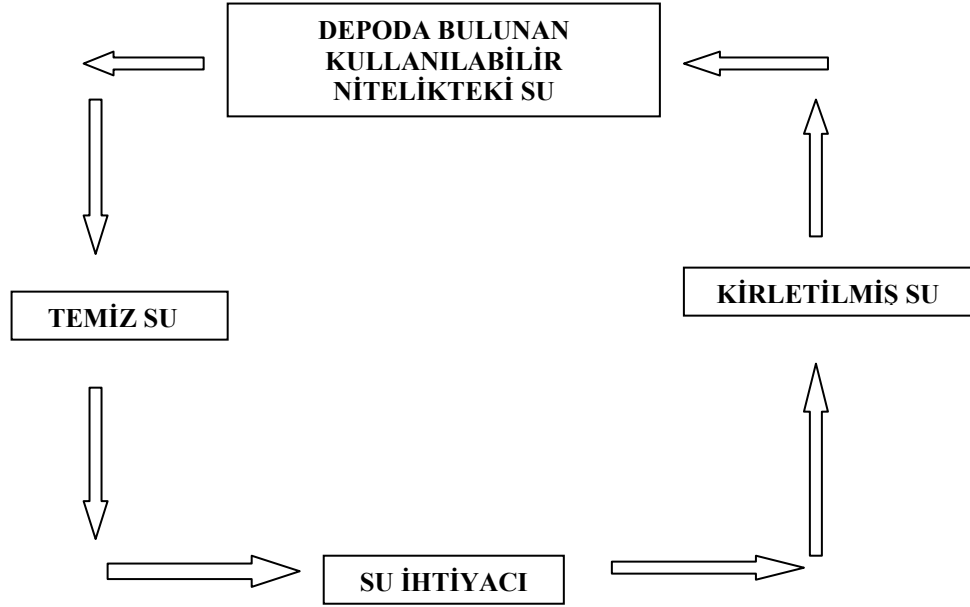 DEPODA BULUNAN
KULLANILABİLİR
NİTELİKTEKİ SU
TEMİZ SU
KİRLETİLMİŞ SU
SU İHTİYACI